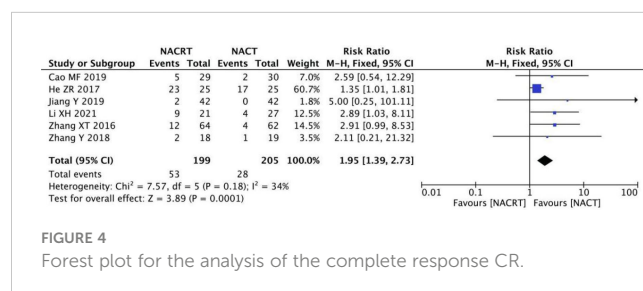 NACRT NACT Risk Ratio Risk Ratio
Study or Subgroup Events Total Events Total Weight M-H, Fixed, 95% CI M-H, Fixed, 95% CI
Cao MF 2019 5 29 2 30 7.0% 2.59 [0.54, 12.29]
He ZR 2017 23 25 17 25 60.7% 1.35 [1.01, 1.81]
Jiang Y 2019 2 42 0 42 1.8% 5.00 [0.25, 101.11]
Li XH 2021 9 21 4 27 12.5% 2.89 [1.03, 8.11]
Zhang XT 2016 12 64 4 62 14.5% 2.91 [0.99, 8.53]
Zhang Y 2018 2 18 1 19 3.5% 2.11 [0.21, 21.32]
Total (95% CI) 199 205 100.0% 1.95 [1.39, 2.73]
Total events 53 28
Heterogeneity: Chi² = 7.57, df = 5 (P = 0.18); I² = 34%
Test for overall effect: Z = 3.89 (P = 0.0001)
0.01 0.1 1 10 100
Favours [NACRT] Favours [NACT]
FIGURE 4
Forest plot for the analysis of the complete response CR.